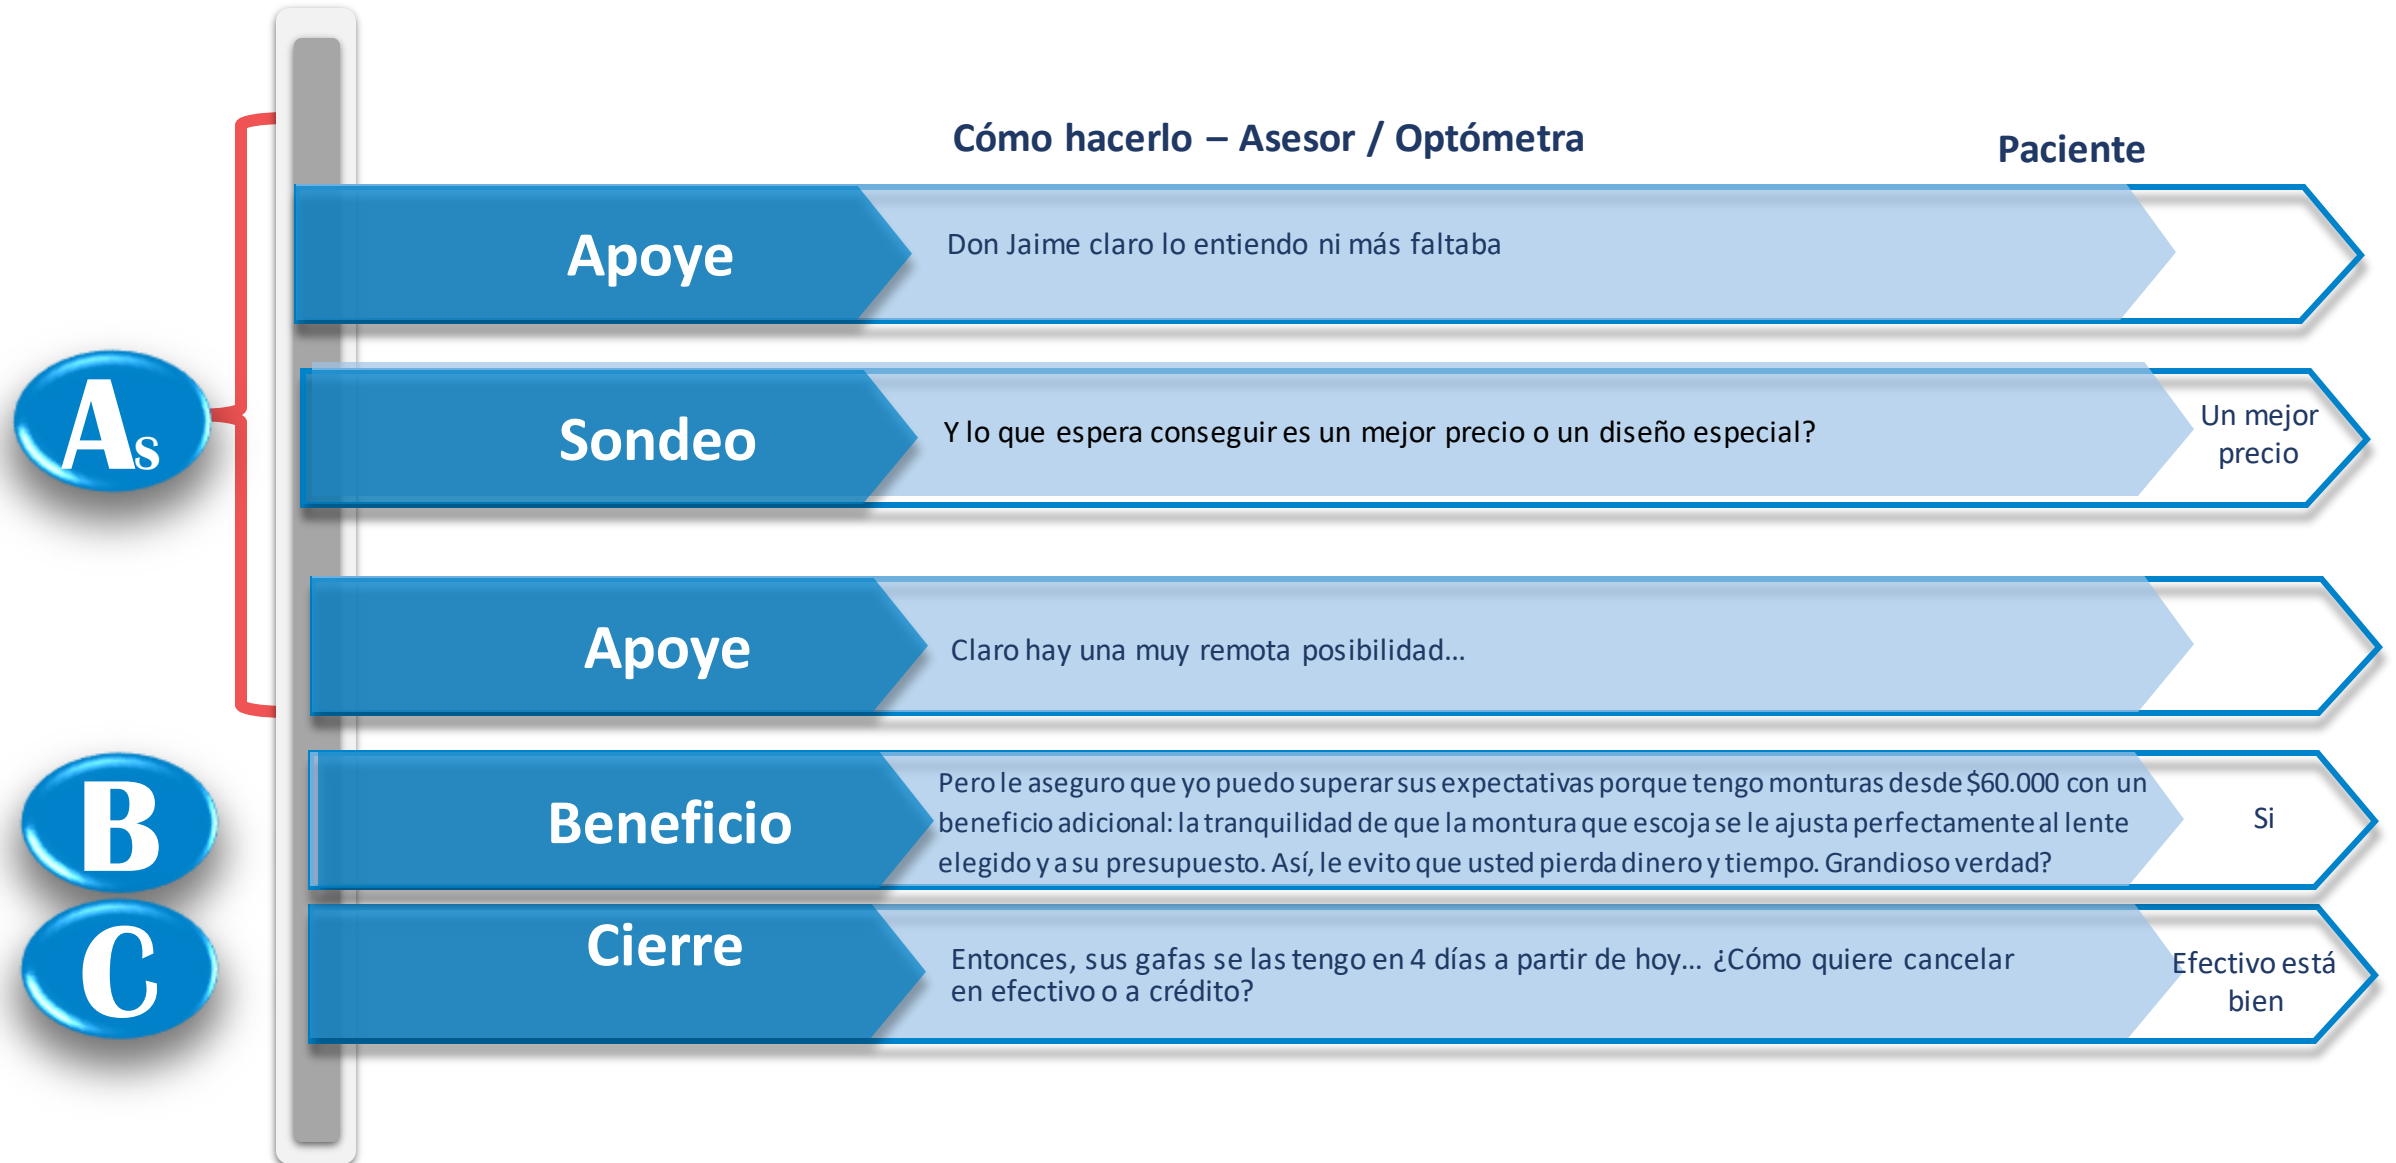 Cómo hacerlo – Asesor / Optómetra
Paciente
Apoye
Don Jaime claro lo entiendo ni más faltaba
As
Sondeo
Y lo que espera conseguir es un mejor precio o un diseño especial?
Un mejor
precio
Apoye
Claro hay una muy remota posibilidad...
B
Beneficio
Pero le aseguro que yo puedo superar sus expectativas porque tengo monturas desde $60.000 con un
beneficio adicional: la tranquilidad de que la montura que escoja se le ajusta perfectamente al lente
elegido y a su presupuesto. Así, le evito que usted pierda dinero y tiempo. Grandioso verdad?
Si
C
Cierre
Entonces, sus gafas se las tengo en 4 días a partir de hoy... ¿Cómo quiere cancelar
en efectivo o a crédito?
Efectivo está
bien